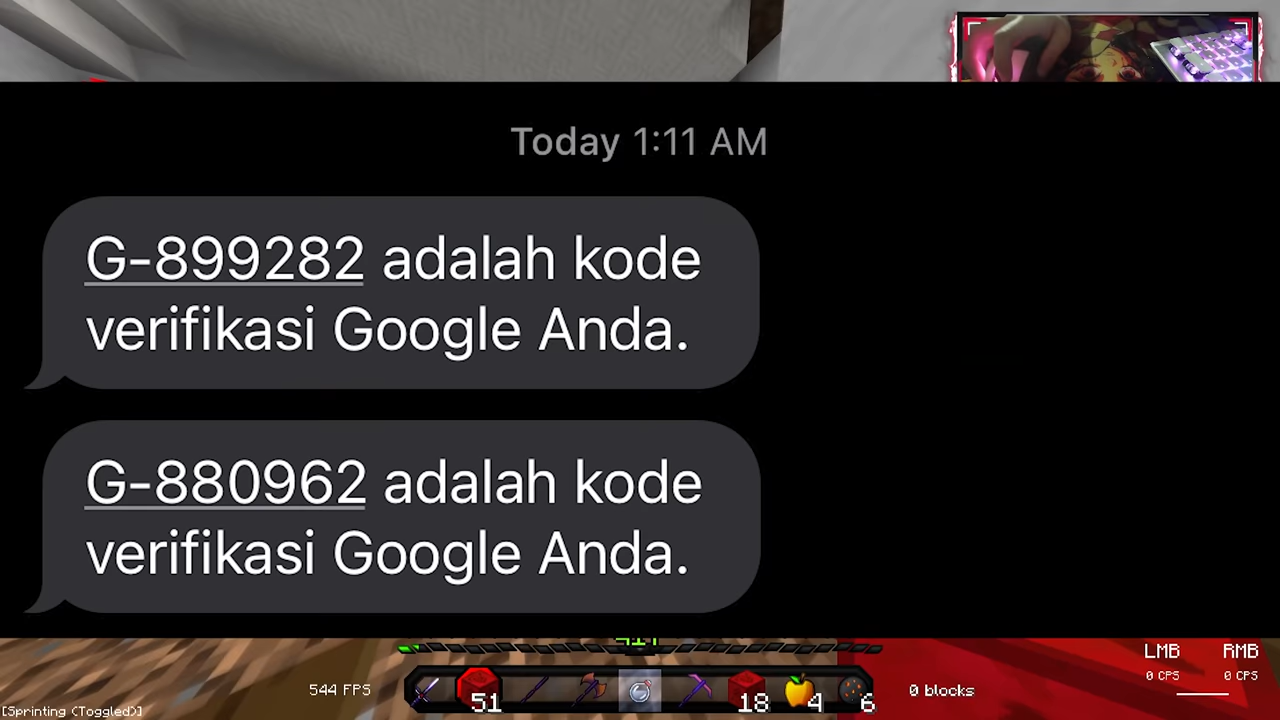 Today 1:11 AM
G-899282 adalah kode
verifikasi Google Anda.
G-880962 adalah kode
verifikasi Google Anda.
LMB RMB
0 CPS 0 CPS
544 FPS
51 18 4 6
0 blocks
[Sprinting (Toggled)]